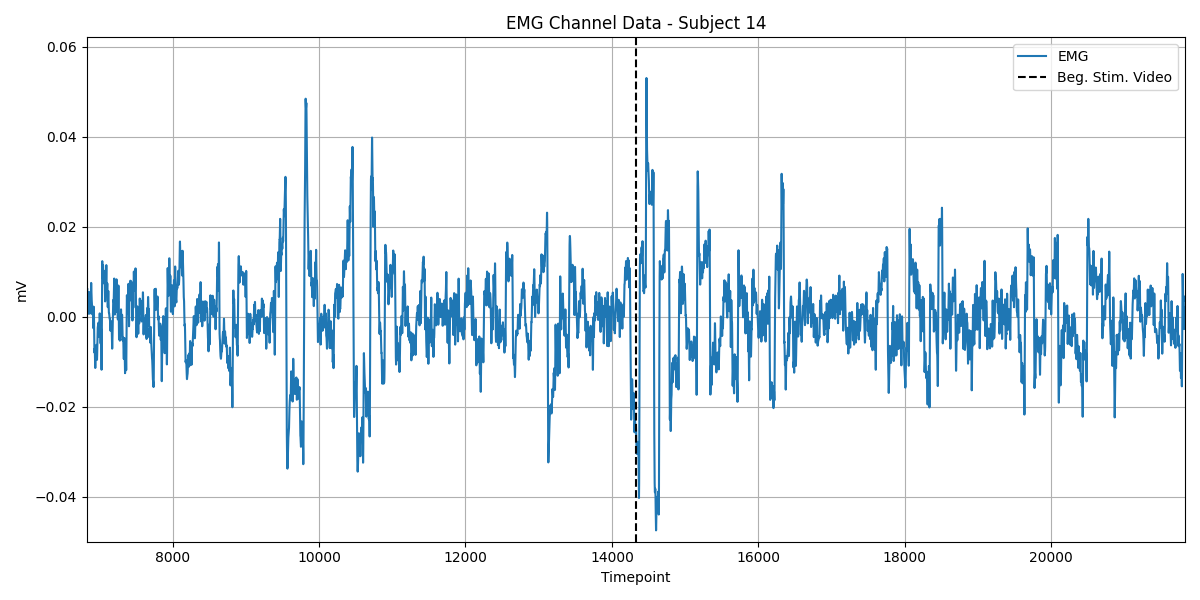 EMG Channel Data - Subject 14
EMG
Beg. Stim. Video
mV
0.06
0.04
0.02
0.00
−0.02
−0.04
8000 10000 12000 14000 16000 18000 20000
Timepoint